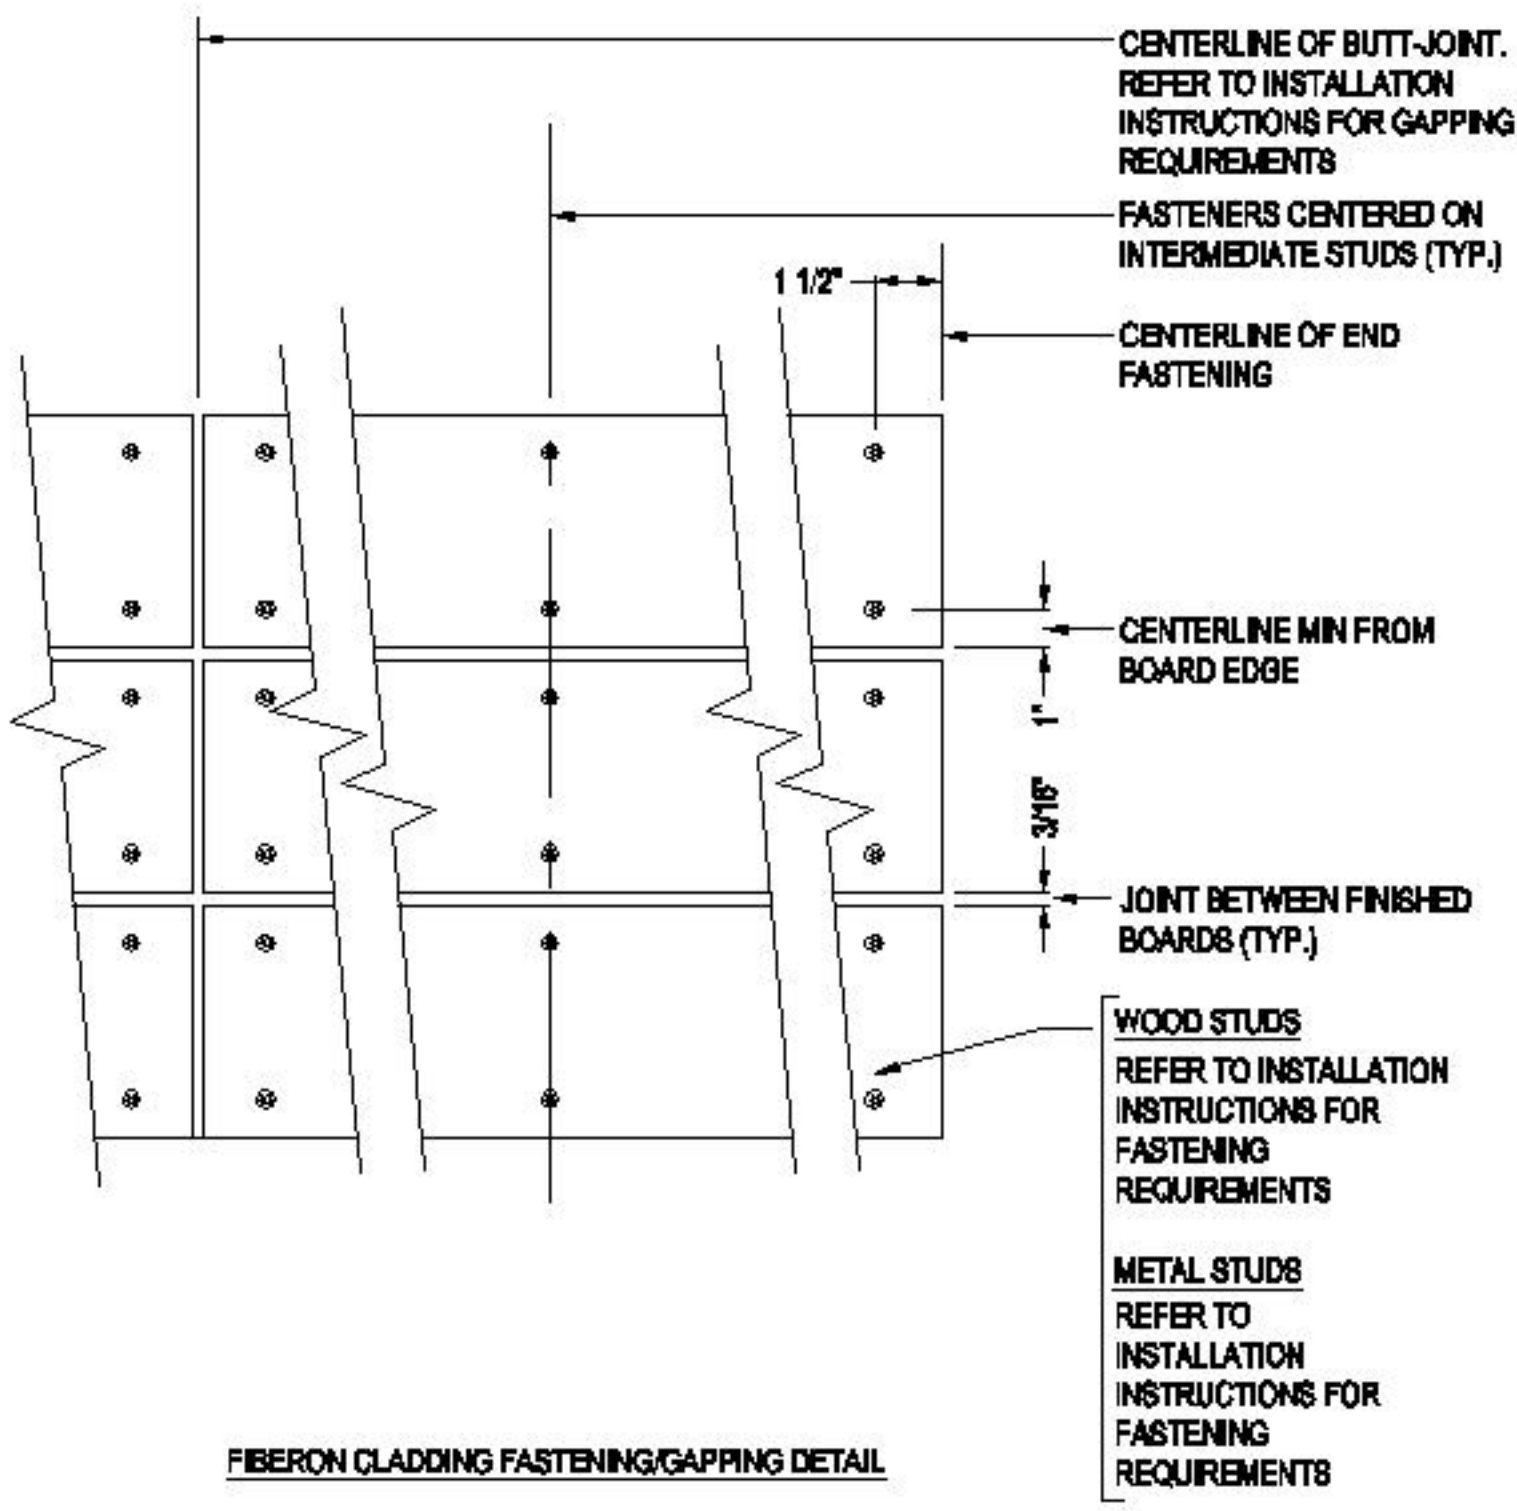 CENTERLINE OF BUTT-JOINT.
REFER TO INSTALLATION
INSTRUCTIONS FOR GAPPING
REQUIREMENTS
FASTENERS CENTERED ON
INTERMEDIATE STUDS (TYP.)
1 1/2"
CENTERLINE OF END
FASTENING
CENTERLINE MIN FROM
BOARD EDGE
1"
3/16"
JOINT BETWEEN FINISHED
BOARDS (TYP.)
WOOD STUDS
REFER TO INSTALLATION
INSTRUCTIONS FOR
FASTENING
REQUIREMENTS
METAL STUDS
REFER TO
INSTALLATION
INSTRUCTIONS FOR
FASTENING
REQUIREMENTS
FIBERON CLADDING FASTENING/GAPPING DETAIL